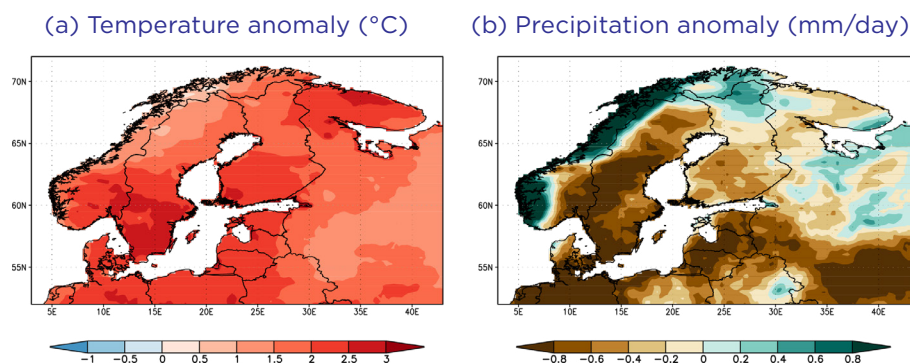 (a) Temperature anomaly (°C)
(b) Precipitation anomaly (mm/day)
70N
65N
60N
55N
5E 10E 15E 20E 25E 30E 35E 40E
70N
65N
60N
55N
5E 10E 15E 20E 25E 30E 35E 40E
−1 −0.5 0 0.5 1 1.5 2 2.5 3
−0.8 −0.6 −0.4 −0.2 0 0.2 0.4 0.6 0.8